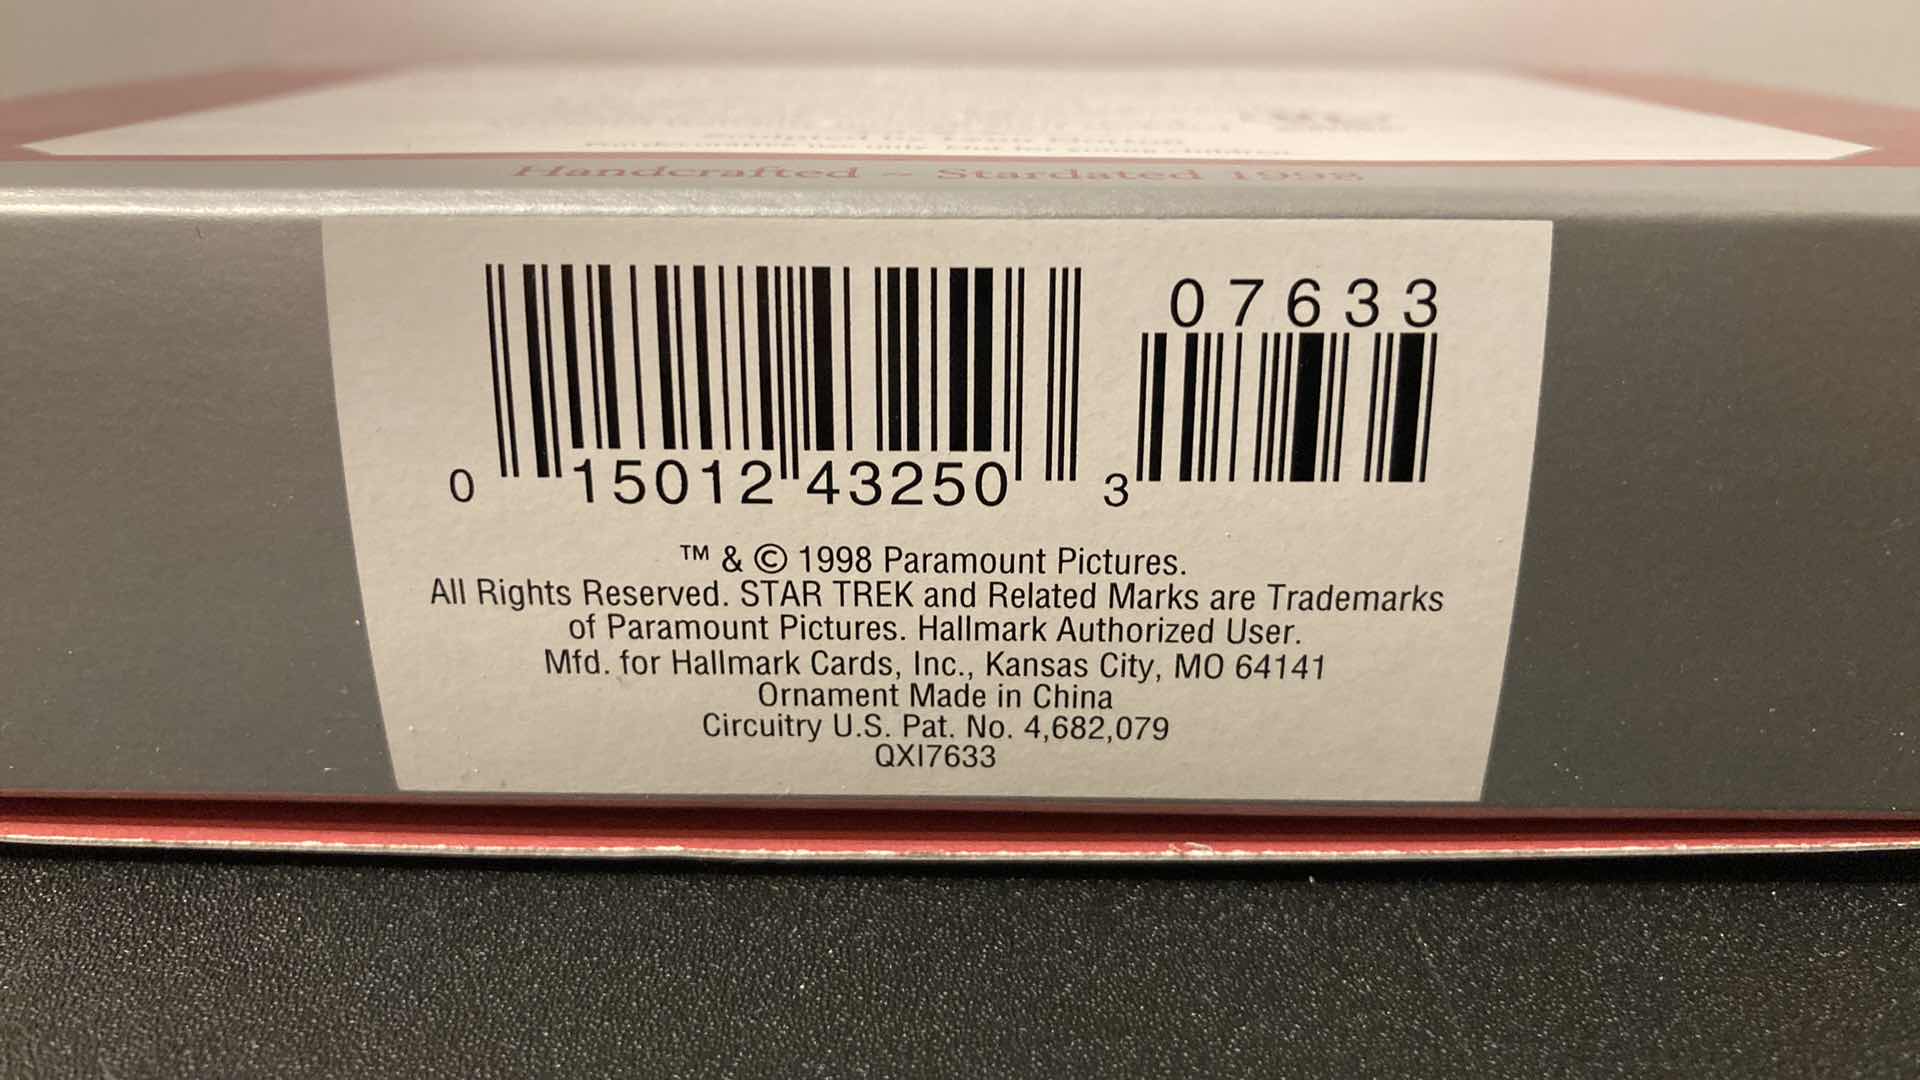 Handcrafted ~ Stardated 1998
07633
0 15012 43250 3
™ & © 1998 Paramount Pictures.
All Rights Reserved. STAR TREK and Related Marks are Trademarks
of Paramount Pictures. Hallmark Authorized User.
Mfd. for Hallmark Cards, Inc., Kansas City, MO 64141
Ornament Made in China
Circuitry U.S. Pat. No. 4,682,079
QXI7633